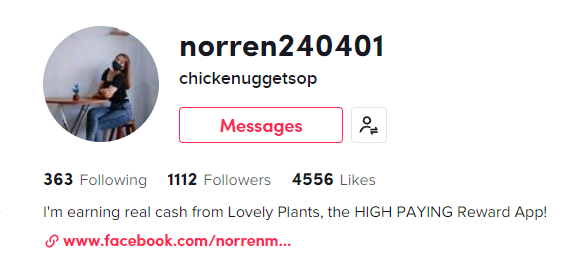 norren240401
chickenuggetsop
Messages
363 Following 1112 Followers 4556 Likes
I'm earning real cash from Lovely Plants, the HIGH PAYING Reward App!
www.facebook.com/norrenm...